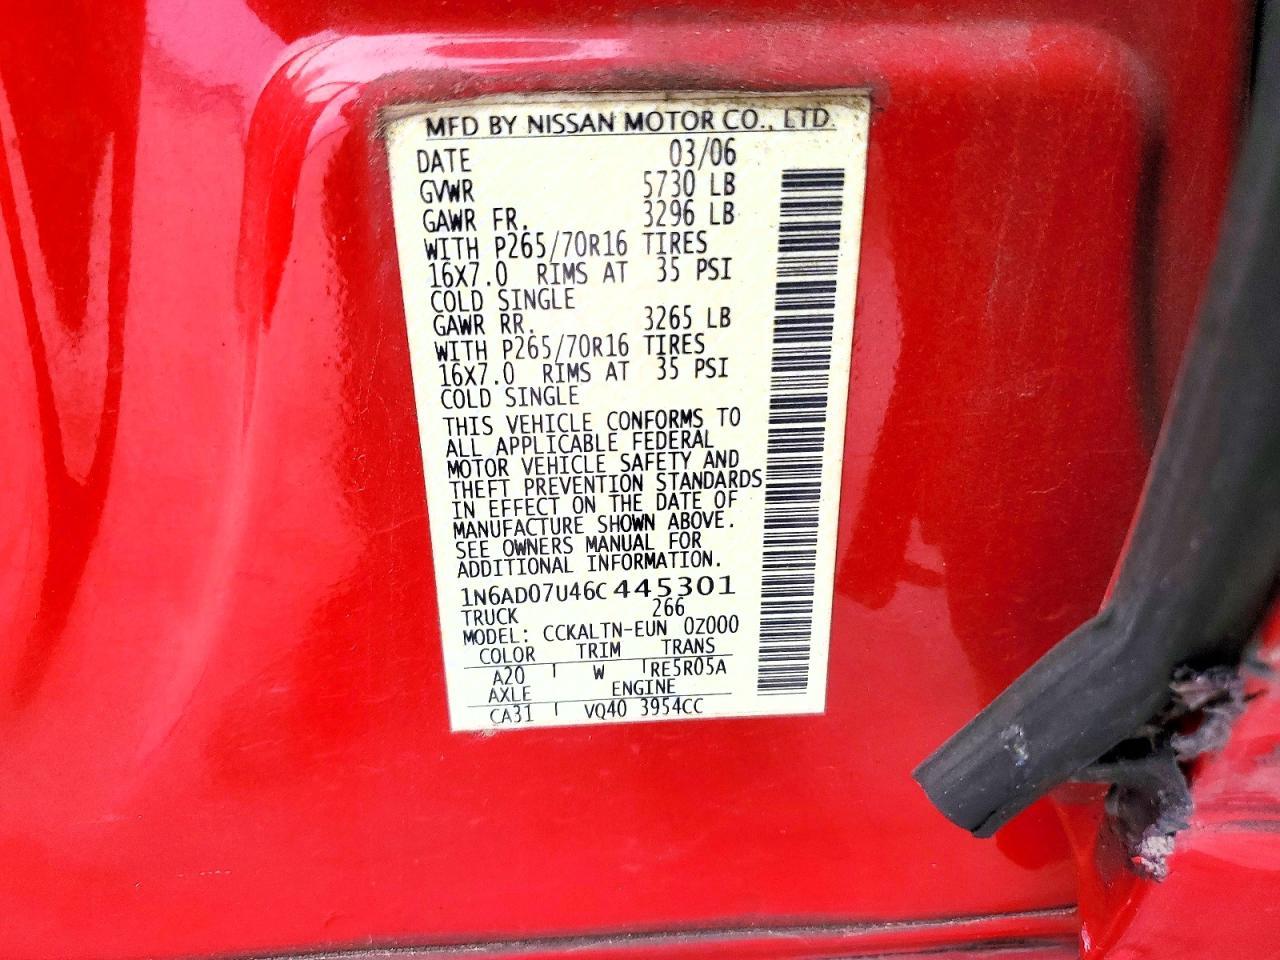 MFD BY NISSAN MOTOR CO., LTD.
DATE 03/06
GVWR 5730 LB
GAWR FR. 3296 LB
WITH P265/70R16 TIRES
16X7.0 RIMS AT 35 PSI
COLD SINGLE
GAWR RR. 3265 LB
WITH P265/70R16 TIRES
16X7.0 RIMS AT 35 PSI
COLD SINGLE
THIS VEHICLE CONFORMS TO
ALL APPLICABLE FEDERAL
MOTOR VEHICLE SAFETY AND
THEFT PREVENTION STANDARDS
IN EFFECT ON THE DATE OF
MANUFACTURE SHOWN ABOVE.
SEE OWNERS MANUAL FOR
ADDITIONAL INFORMATION.
1N6AD07U46C445301
TRUCK 266
MODEL: CCKALTN-EUN 0Z000
COLOR TRIM TRANS
A20 W RE5R05A
AXLE ENGINE
CA31 VQ40 3954CC